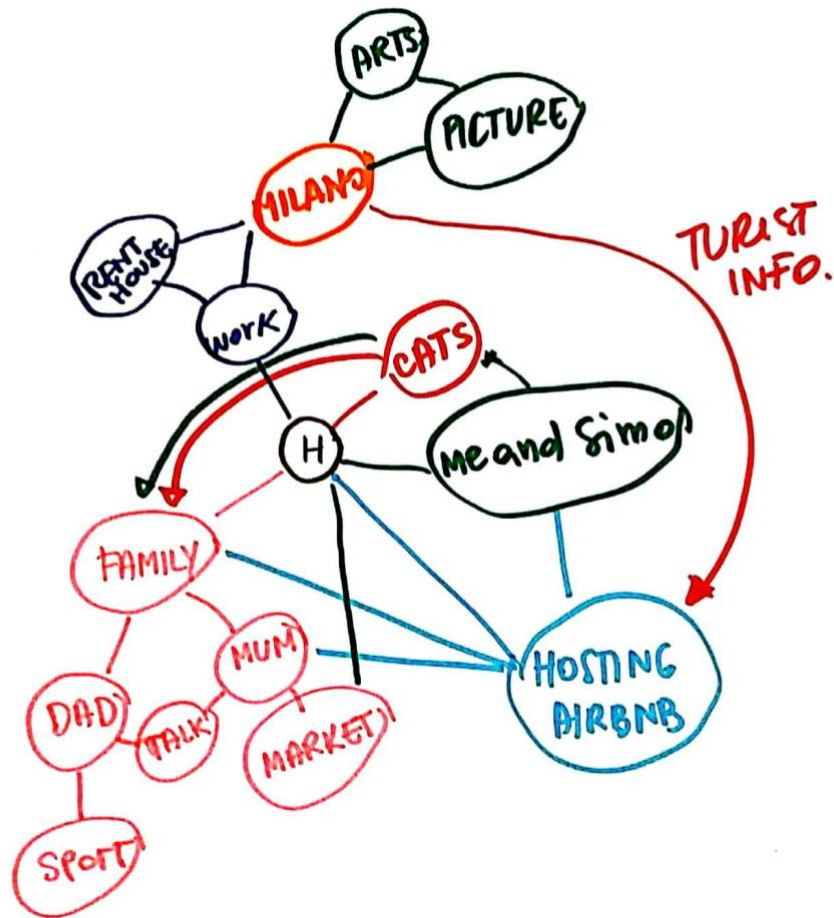 ARTS
PICTURE
MILANO
TURIST
INFO.
RENT
HOUSE
WORK
CATS
H
Me and Simo
FAMILY
MUM
HOSTING
AIRBNB
DAD
TALK
MARKET
SPORT